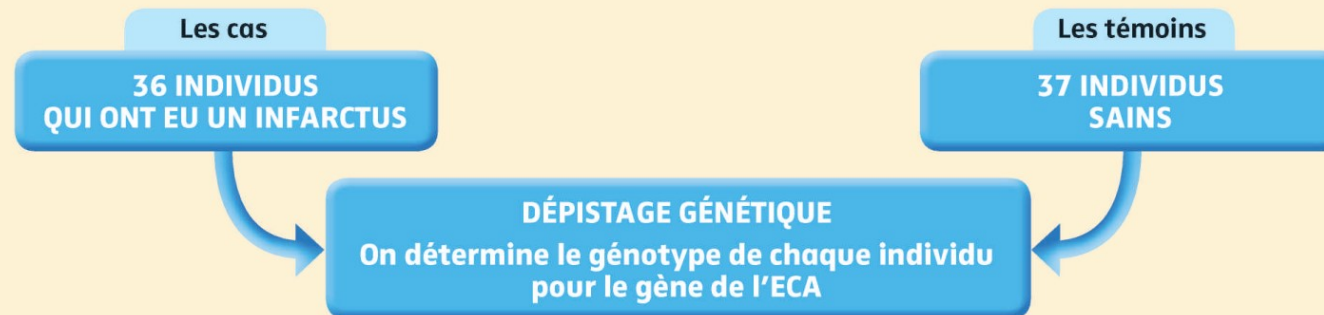 Les cas
36 INDIVIDUS
QUI ONT EU UN INFARCTUS
Les témoins
37 INDIVIDUS
SAINS
DÉPISTAGE GÉNÉTIQUE
On détermine le génotype de chaque individu
pour le gène de l'ECA